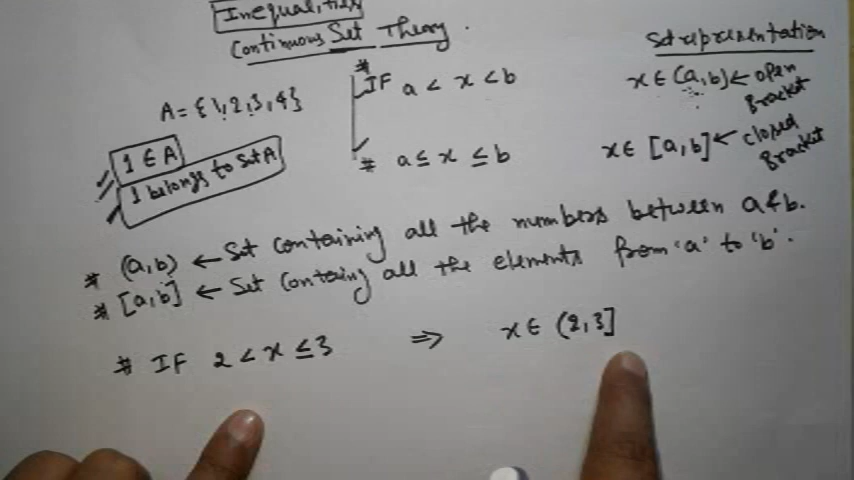 Inequalities
Continuous Set Theory.
Set representation
A = {1,2,3,4}
# IF a < x < b
x ∈ (a,b) ← open Bracket
1 ∈ A
1 belongs to set A
# a ≤ x ≤ b
x ∈ [a,b] ← closed Bracket
* (a,b) ← Set containing all the numbers between a & b.
* [a,b] ← Set containg all the elements from 'a' to 'b'.
# IF 2 < x ≤ 3 ⇒ x ∈ (2,3]